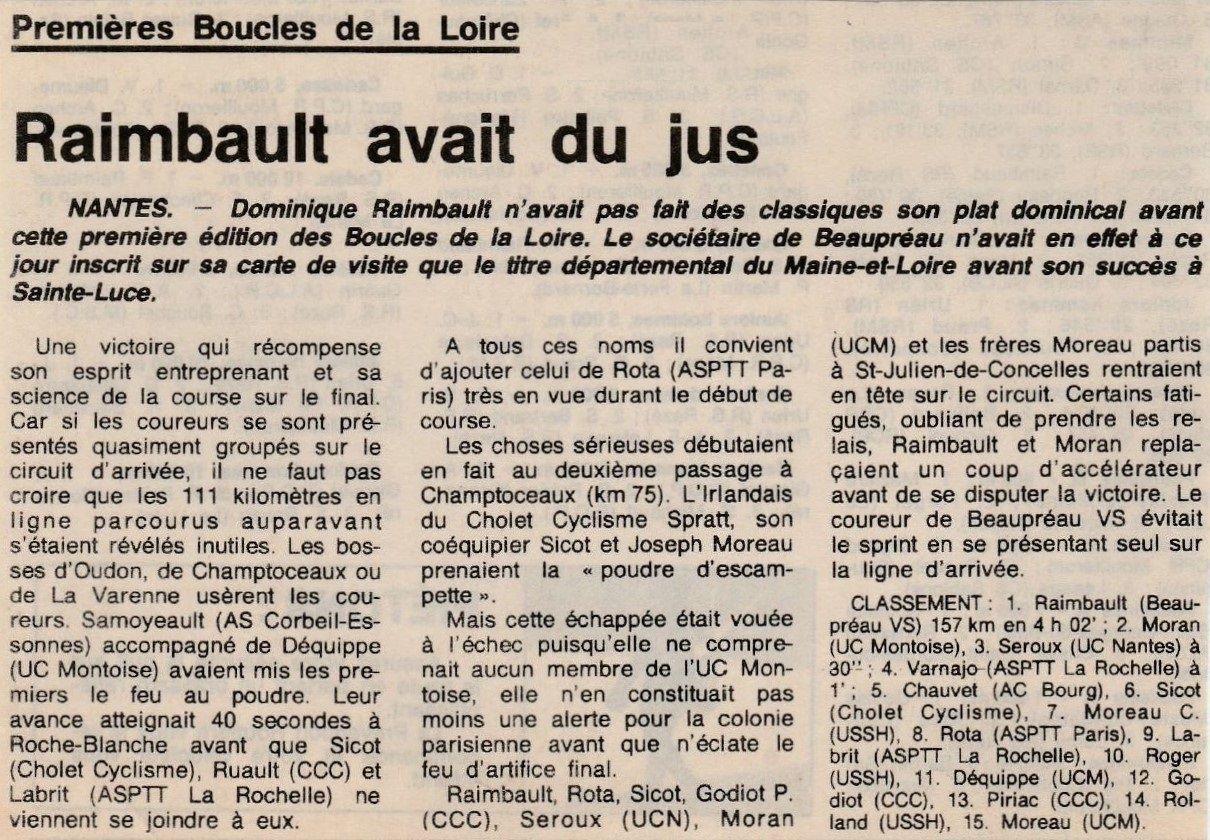 Premières Boucles de la Loire
Raimbault avait du jus
NANTES. — Dominique Raimbault n'avait pas fait des classiques son plat dominical avant
cette première édition des Boucles de la Loire. Le sociétaire de Beaupréau n'avait en effet à ce
jour inscrit sur sa carte de visite que le titre départemental du Maine-et-Loire avant son succès à
Sainte-Luce.
Une victoire qui récompense
son esprit entreprenant et sa
science de la course sur le final.
Car si les coureurs se sont pré-
sentés quasiment groupés sur le
circuit d'arrivée, il ne faut pas
croire que les 111 kilomètres en
ligne parcourus auparavant
s'étaient révélés inutiles. Les bos-
ses d'Oudon, de Champtoceaux ou
de La Varenne usèrent les cou-
reurs. Samoyeault (AS Corbeil-Es-
sonnes) accompagné de Déquippe
(UC Montoise) avaient mis les pre-
miers le feu au poudre. Leur
avance atteignait 40 secondes à
Roche-Blanche avant que Sicot
(Cholet Cyclisme), Ruault (CCC) et
Labrit (ASPTT La Rochelle) ne
viennent se joindre à eux.
A tous ces noms il convient
d'ajouter celui de Rota (ASPTT Pa-
ris) très en vue durant le début de
course.
Les choses sérieuses débutaient
en fait au deuxième passage à
Champtoceaux (km 75). L'Irlandais
du Cholet Cyclisme Spratt, son
coéquipier Sicot et Joseph Moreau
prenaient la « poudre d'escam-
pette ».
Mais cette échappée était vouée
à l'échec puisqu'elle ne compre-
nait aucun membre de l'UC Mon-
toise, elle n'en constituait pas
moins une alerte pour la colonie
parisienne avant que n'éclate le
feu d'artifice final.
Raimbault, Rota, Sicot, Godiot P.
(CCC), Seroux (UCN), Moran
(UCM) et les frères Moreau partis
à St-Julien-de-Concelles rentraient
en tête sur le circuit. Certains fati-
gués, oubliant de prendre les re-
lais, Raimbault et Moran repla-
çaient un coup d'accélérateur
avant de se disputer la victoire. Le
coureur de Beaupréau VS évitait
le sprint en se présentant seul sur
la ligne d'arrivée.
CLASSEMENT : 1. Raimbault (Beau-
préau VS) 157 km en 4 h 02' ; 2. Moran
(UC Montoise), 3. Seroux (UC Nantes) à
30'' ; 4. Varnajo (ASPTT La Rochelle) à
1' ; 5. Chauvet (AC Bourg), 6. Sicot
(Cholet Cyclisme), 7. Moreau C.
(USSH), 8. Rota (ASPTT Paris), 9. La-
brit (ASPTT La Rochelle), 10. Roger
(USSH), 11. Déquippe (UCM), 12. Go-
diot (CCC), 13. Piriac (CCC), 14. Rol-
land (USSH), 15. Moreau (UCM).